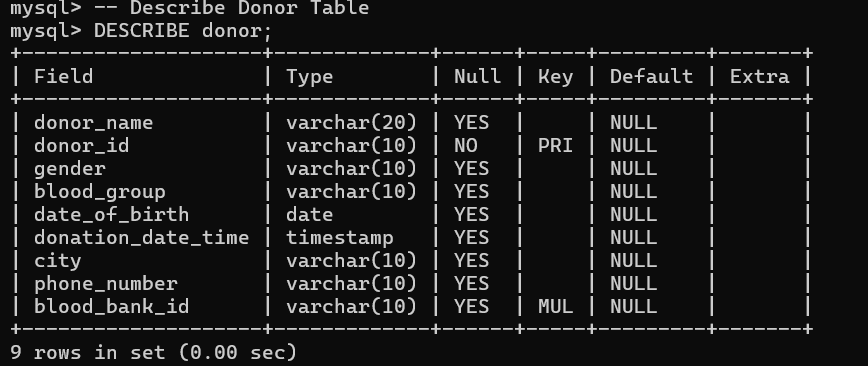 mysql> -- Describe Donor Table
mysql> DESCRIBE donor;
+---------------------+-------------+------+-----+---------+-------+
| Field               | Type        | Null | Key | Default | Extra |
+---------------------+-------------+------+-----+---------+-------+
| donor_name          | varchar(20) | YES  |     | NULL    |       |
| donor_id            | varchar(10) | NO   | PRI | NULL    |       |
| gender              | varchar(10) | YES  |     | NULL    |       |
| blood_group         | varchar(10) | YES  |     | NULL    |       |
| date_of_birth       | date        | YES  |     | NULL    |       |
| donation_date_time  | timestamp   | YES  |     | NULL    |       |
| city                | varchar(10) | YES  |     | NULL    |       |
| phone_number        | varchar(10) | YES  |     | NULL    |       |
| blood_bank_id       | varchar(10) | YES  | MUL | NULL    |       |
+---------------------+-------------+------+-----+---------+-------+
9 rows in set (0.00 sec)